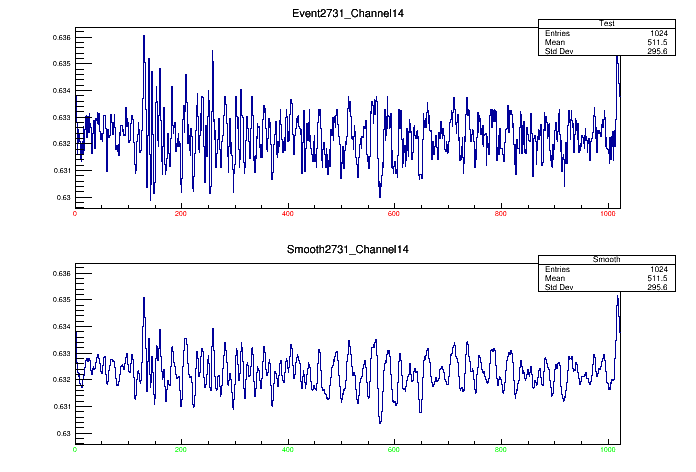 Event2731_Channel14
Test
Entries 1024
Mean 511.5
Std Dev 295.6
0.636
0.635
0.634
0.633
0.632
0.631
0.63
0 200 400 600 800 1000
Smooth2731_Channel14
Smooth
Entries 1024
Mean 511.5
Std Dev 295.6
0.636
0.635
0.634
0.633
0.632
0.631
0.63
0 200 400 600 800 1000